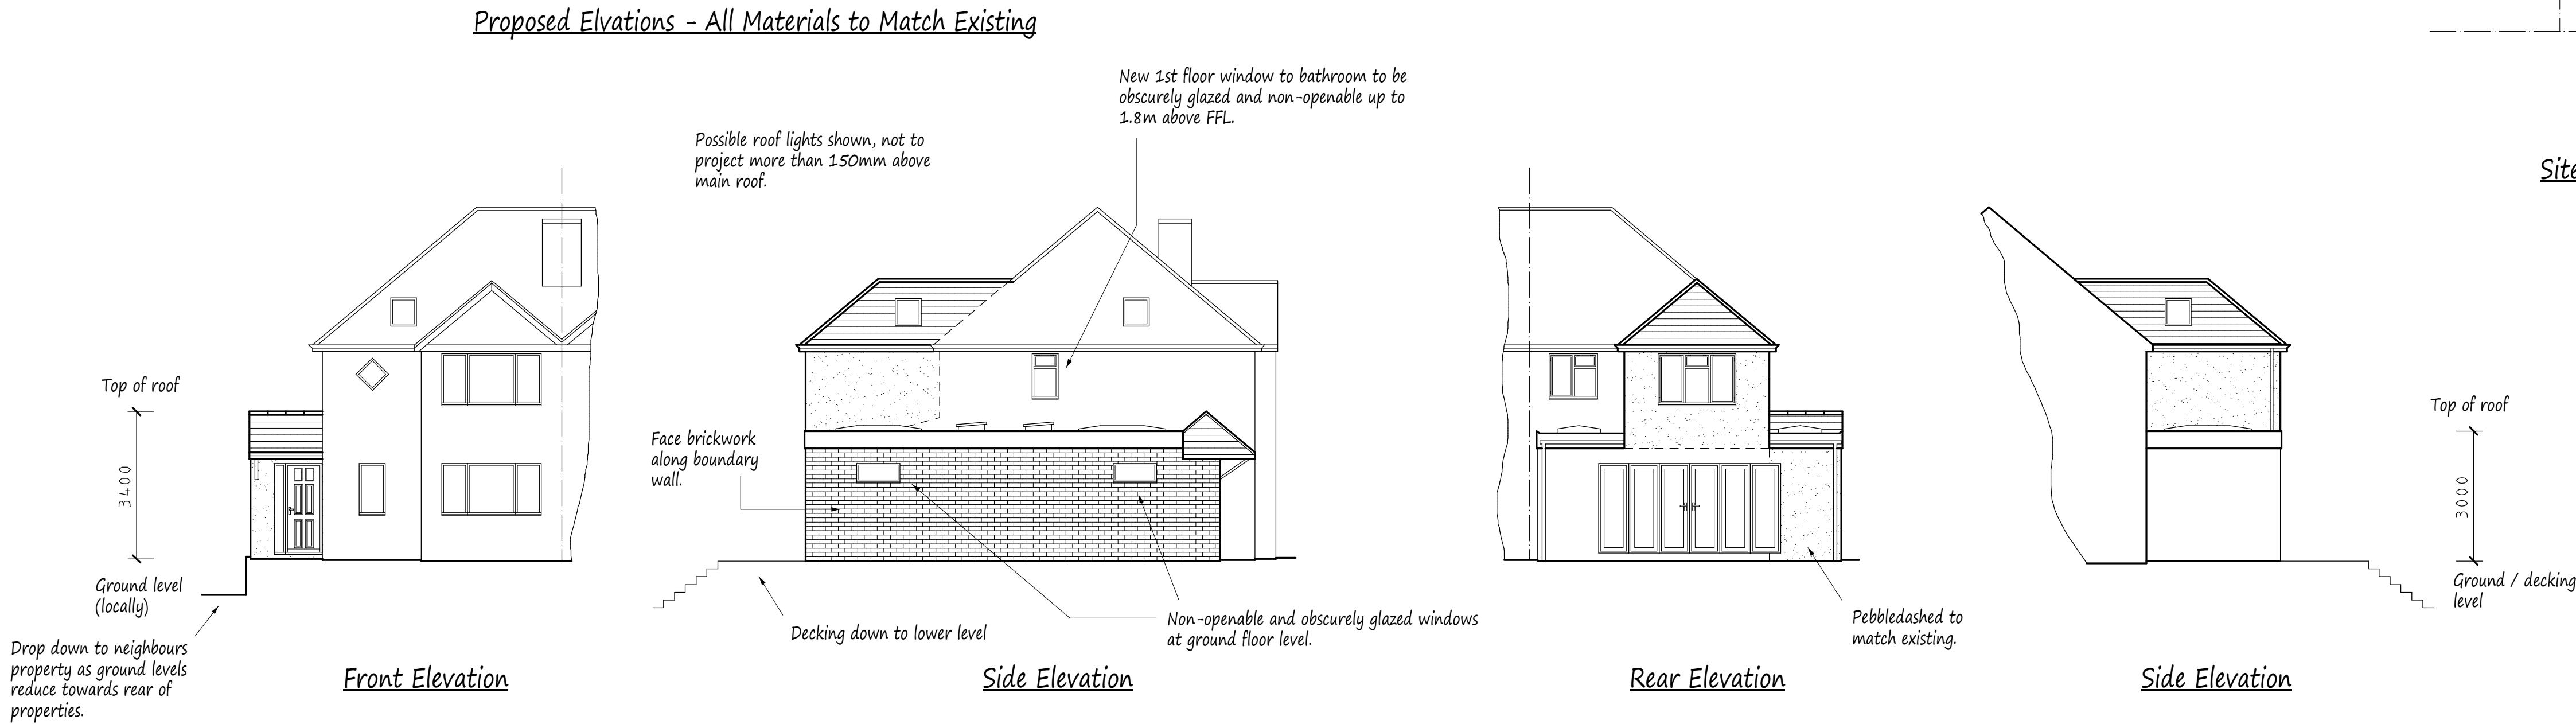 Proposed Elvations - All Materials to Match Existing
New 1st floor window to bathroom to be
obscurely glazed and non-openable up to
1.8m above FFL.
Possible roof lights shown, not to
project more than 150mm above
main roof.
Site
Top of roof
3400
Ground level
(locally)
Drop down to neighbours
property as ground levels
reduce towards rear of
properties.
Front Elevation
Face brickwork
along boundary
wall.
Decking down to lower level
Non-openable and obscurely glazed windows
at ground floor level.
Side Elevation
Pebbledashed to
match existing.
Rear Elevation
Top of roof
3000
Ground / decking
level
Side Elevation